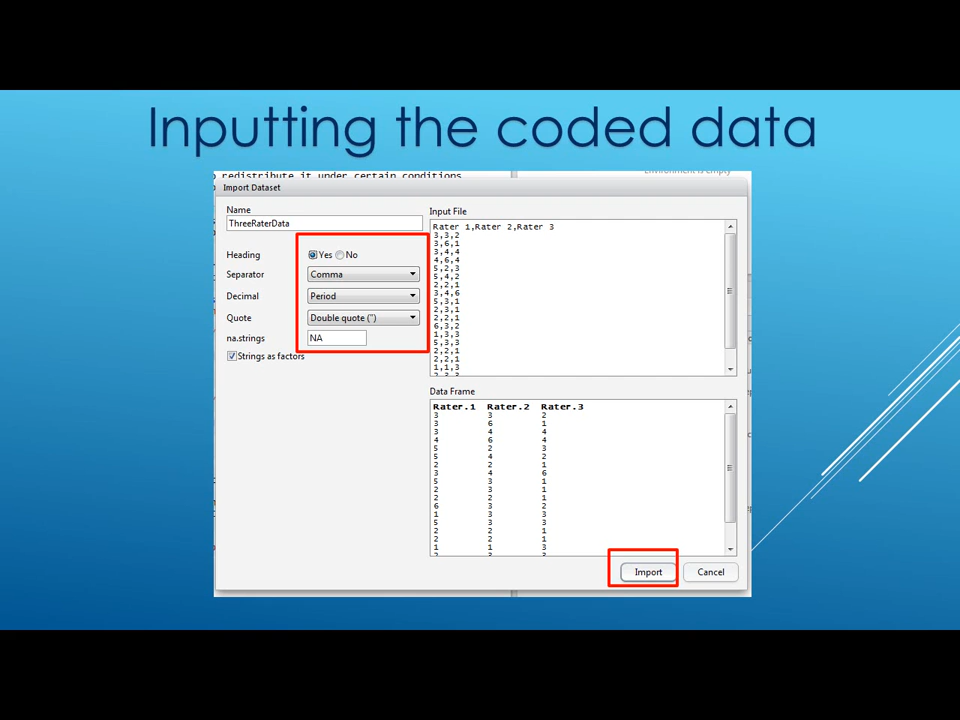 Inputting the coded data
redistribute it under certain conditions
Environment is empty
Import Dataset
Name
ThreeRaterData
Heading
Yes No
Separator
Comma
Decimal
Period
Quote
Double quote (")
na.strings
NA
Strings as factors
Input File
Rater 1,Rater 2,Rater 3
3,3,2
3,6,1
3,4,4
4,6,4
5,2,3
5,4,2
2,2,1
3,4,6
5,3,1
2,3,1
2,2,1
6,3,2
1,3,3
5,3,3
2,2,1
2,2,1
1,1,3
Data Frame
Rater.1 Rater.2 Rater.3
3 3 2
3 6 1
3 4 4
4 6 4
5 2 3
5 4 2
2 2 1
3 4 6
5 3 1
2 3 1
2 2 1
6 3 2
1 3 3
5 3 3
2 2 1
2 2 1
1 1 3
Import
Cancel